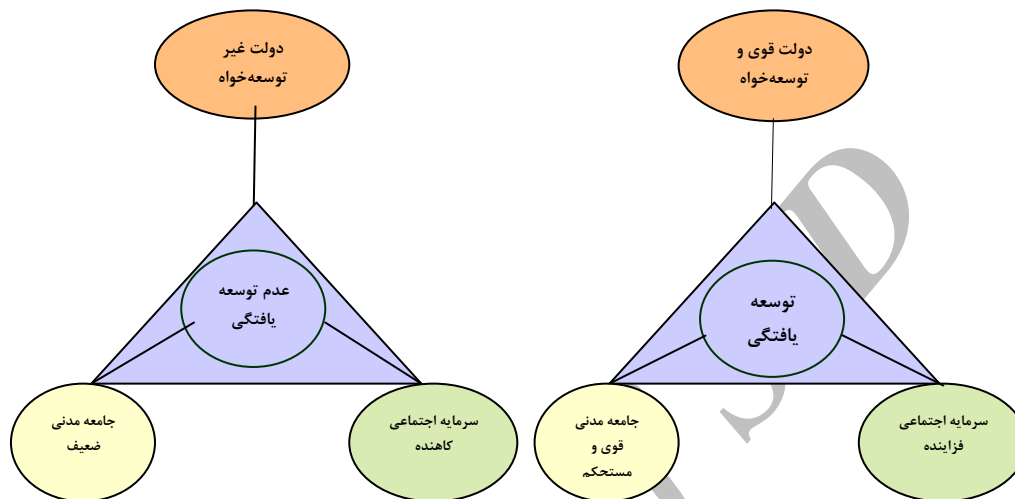 دولت قوی و
توسعه‌خواه
توسعه
یافتگی
سرمایه اجتماعی
فزاینده
جامعه مدنی
قوی و
مستحکم
دولت غیر
توسعه‌خواه
عدم توسعه
یافتگی
سرمایه اجتماعی
کاهنده
جامعه مدنی
ضعیف
D